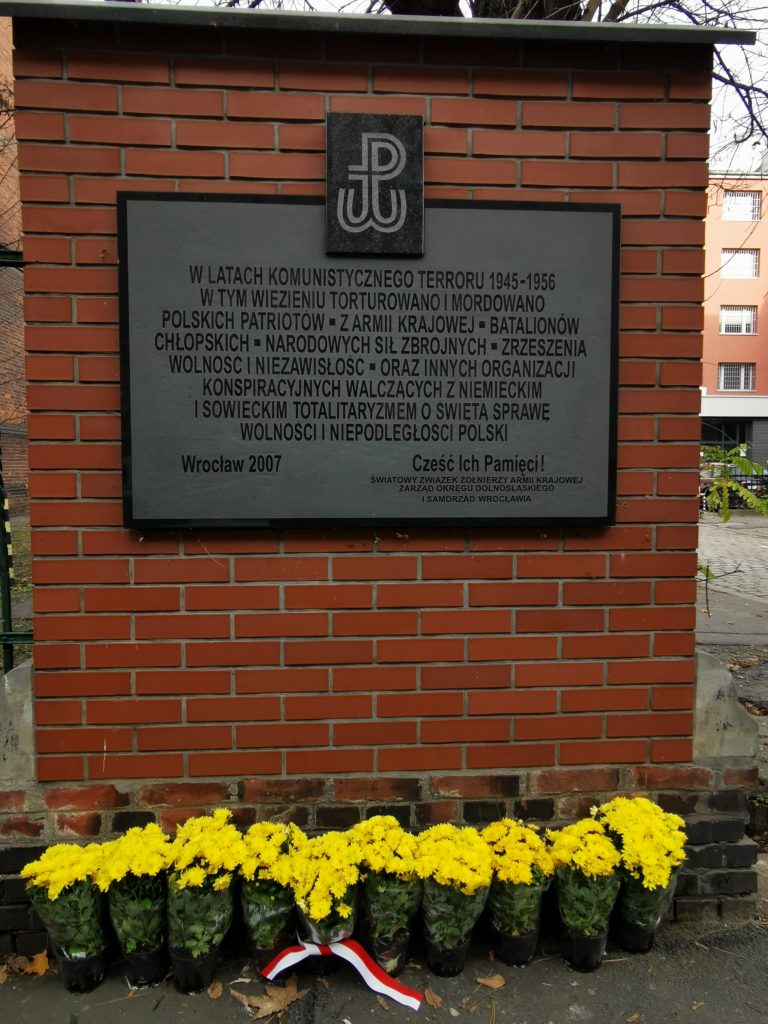 W LATACH KOMUNISTYCZNEGO TERRORU 1945-1956
W TYM WIĘZIENIU TORTUROWANO I MORDOWANO
POLSKICH PATRIOTÓW ▪ Z ARMII KRAJOWEJ ▪ BATALIONÓW
CHŁOPSKICH ▪ NARODOWYCH SIŁ ZBROJNYCH ▪ ZRZESZENIA
WOLNOŚĆ I NIEZAWISŁOŚĆ ▪ ORAZ INNYCH ORGANIZACJI
KONSPIRACYJNYCH WALCZĄCYCH Z NIEMIECKIM
I SOWIECKIM TOTALITARYZMEM O ŚWIĘTĄ SPRAWĘ
WOLNOŚCI I NIEPODLEGŁOŚCI POLSKI
Wrocław 2007 Cześć Ich Pamięci!
ŚWIATOWY ZWIĄZEK ŻOŁNIERZY ARMII KRAJOWEJ
ZARZĄD OKRĘGU DOLNOŚLĄSKIEGO
I SAMORZĄD WROCŁAWIA